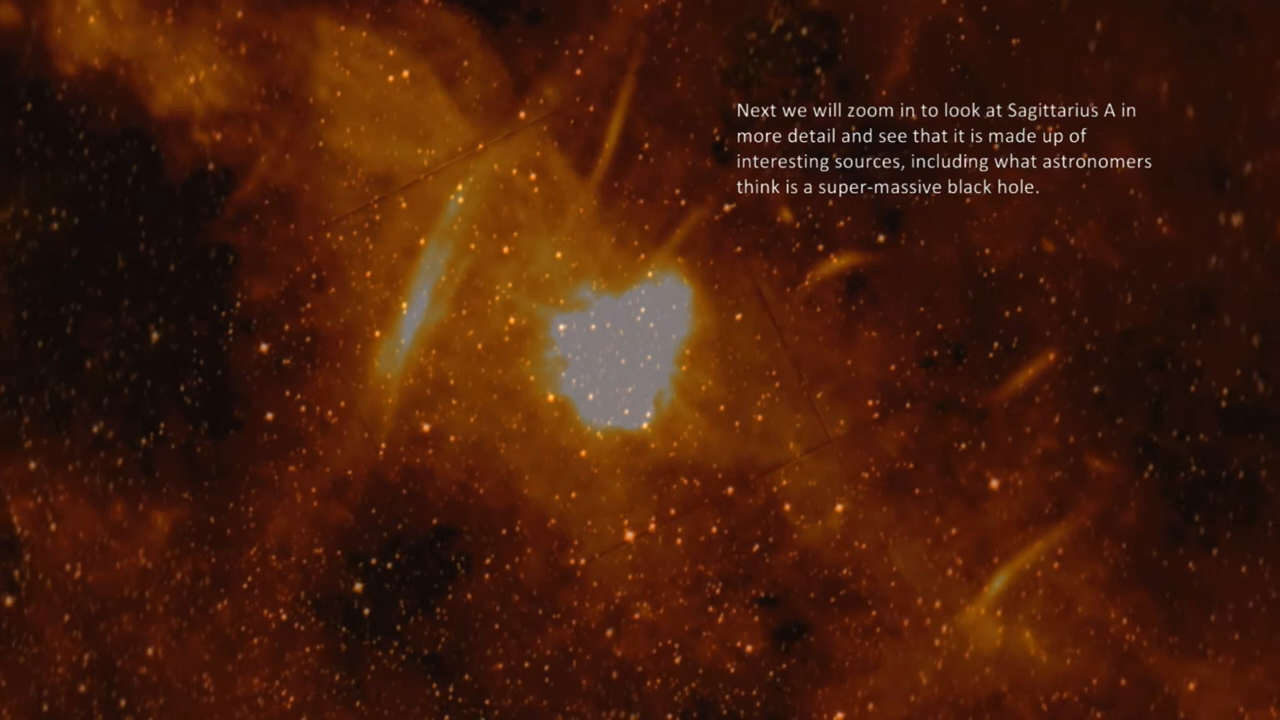 Next we will zoom in to look at Sagittarius A in
more detail and see that it is made up of
interesting sources, including what astronomers
think is a super-massive black hole.